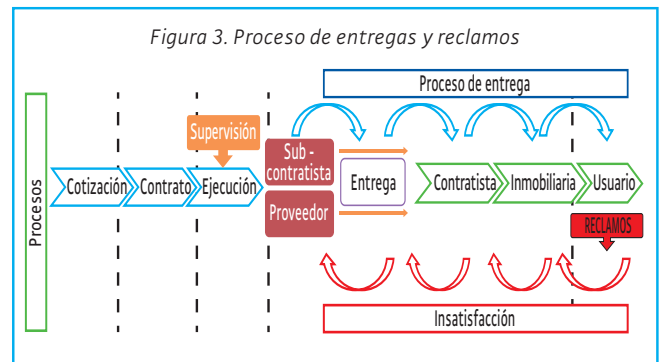 Figura 3. Proceso de entregas y reclamos
Proceso de entrega
Procesos
Supervisión
Cotización
Contrato
Ejecución
Sub -
contratista
Proveedor
Entrega
Contratista
Inmobiliaria
Usuario
RECLAMOS
Insatisfacción